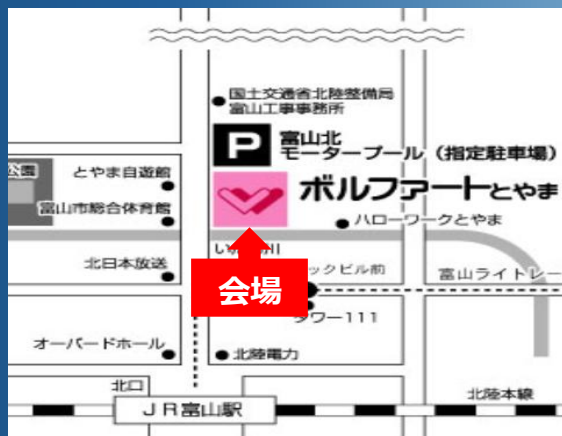 国土交通省北陸整備局
富山工事事務所
P
富山北
モータープール（指定駐車場）
公園
とやま自遊館
ボルファートとやま
富山市総合体育館
ハローワークとやま
北日本放送
ックビル前
富山ライトレー
会場
タワー111
オーバードホール
北陸電力
北口
北陸本線
JR富山駅